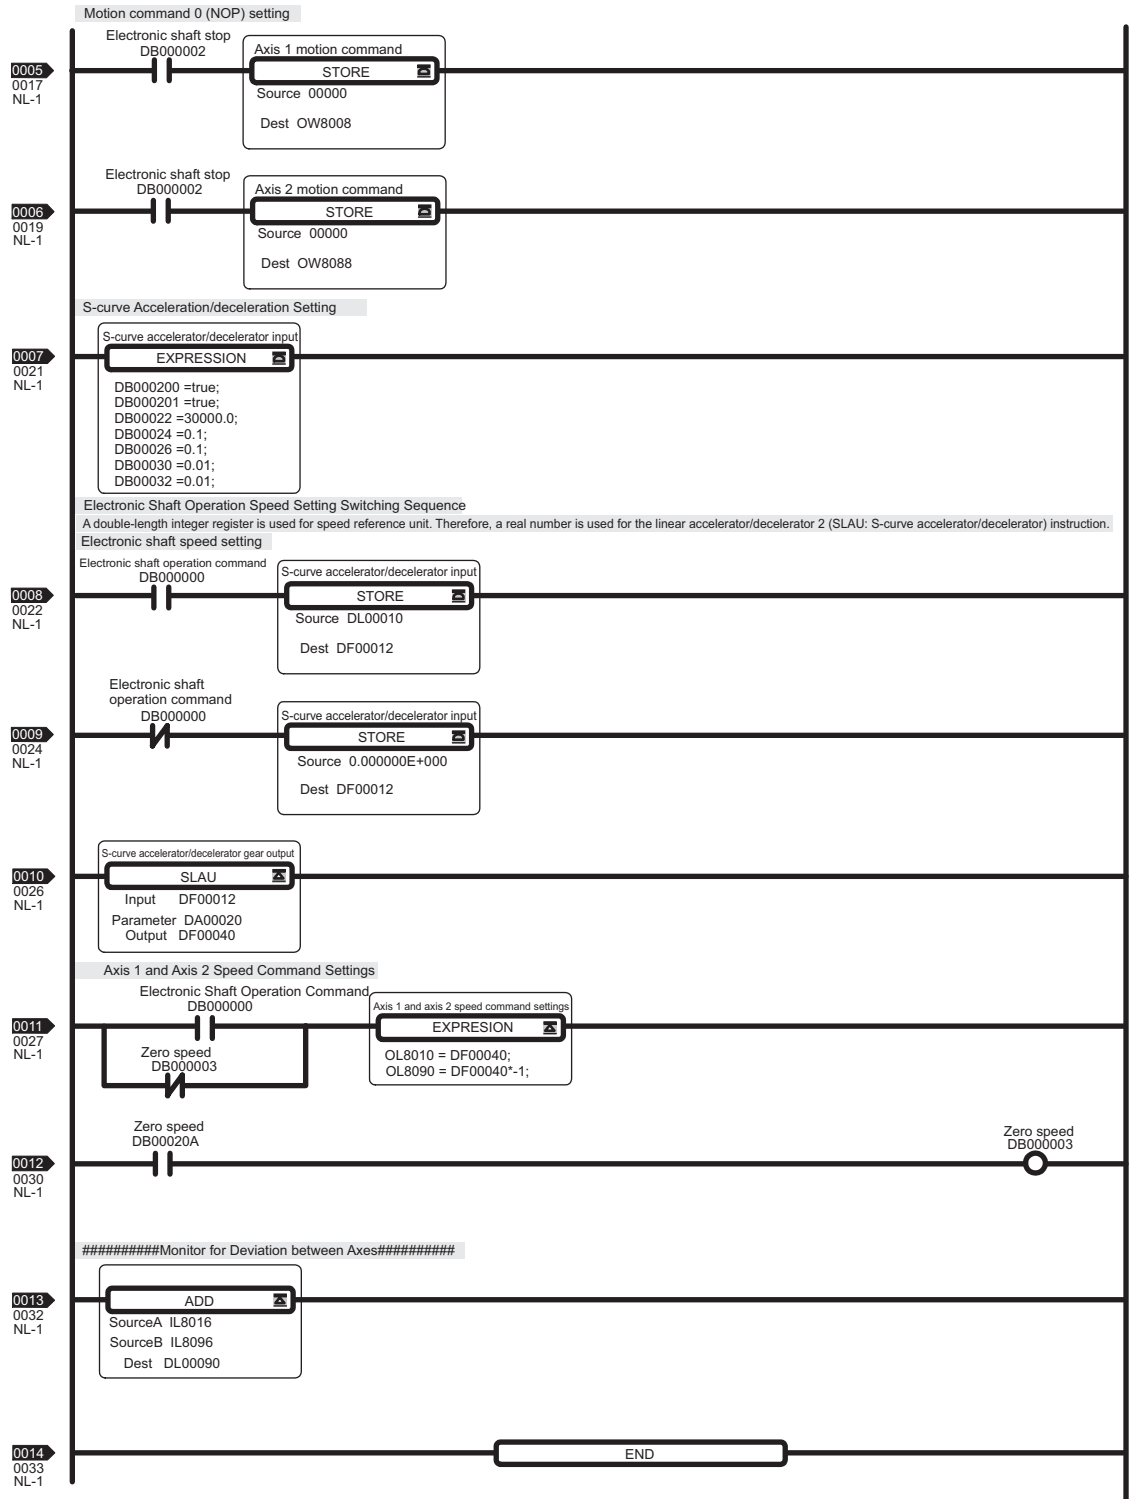 Motion command 0 (NOP) setting
Electronic shaft stop
DB000002
Axis 1 motion command
0005
STORE
0017
NL-1
Source 00000
Dest OW8008
Electronic shaft stop
DB000002
Axis 2 motion command
0006
STORE
0019
NL-1
Source 00000
Dest OW8088
S-curve Acceleration/deceleration Setting
S-curve accelerator/decelerator input
0007
EXPRESSION
0021
NL-1
DB000200 =true;
DB000201 =true;
DB00022 =30000.0;
DB00024 =0.1;
DB00026 =0.1;
DB00030 =0.01;
DB00032 =0.01;
Electronic Shaft Operation Speed Setting Switching Sequence
A double-length integer register is used for speed reference unit. Therefore, a real number is used for the linear accelerator/decelerator 2 (SLAU: S-curve accelerator/decelerator) instruction.
Electronic shaft speed setting
Electronic shaft operation command
DB000000
S-curve accelerator/decelerator input
0008
STORE
0022
NL-1
Source DL00010
Dest DF00012
Electronic shaft
operation command
DB000000
S-curve accelerator/decelerator input
0009
STORE
0024
NL-1
Source 0.000000E+000
Dest DF00012
S-curve accelerator/decelerator gear output
0010
SLAU
0026
NL-1
Input DF00012
Parameter DA00020
Output DF00040
Axis 1 and Axis 2 Speed Command Settings
Electronic Shaft Operation Command
DB000000
Axis 1 and axis 2 speed command settings
0011
EXPRESION
0027
NL-1
Zero speed
DB000003
OL8010 = DF00040;
OL8090 = DF00040*-1;
Zero speed
DB00020A
Zero speed
DB000003
0012
0030
NL-1
##########Monitor for Deviation between Axes##########
0013
ADD
0032
NL-1
SourceA IL8016
SourceB IL8096
Dest DL00090
0014
END
0033
NL-1